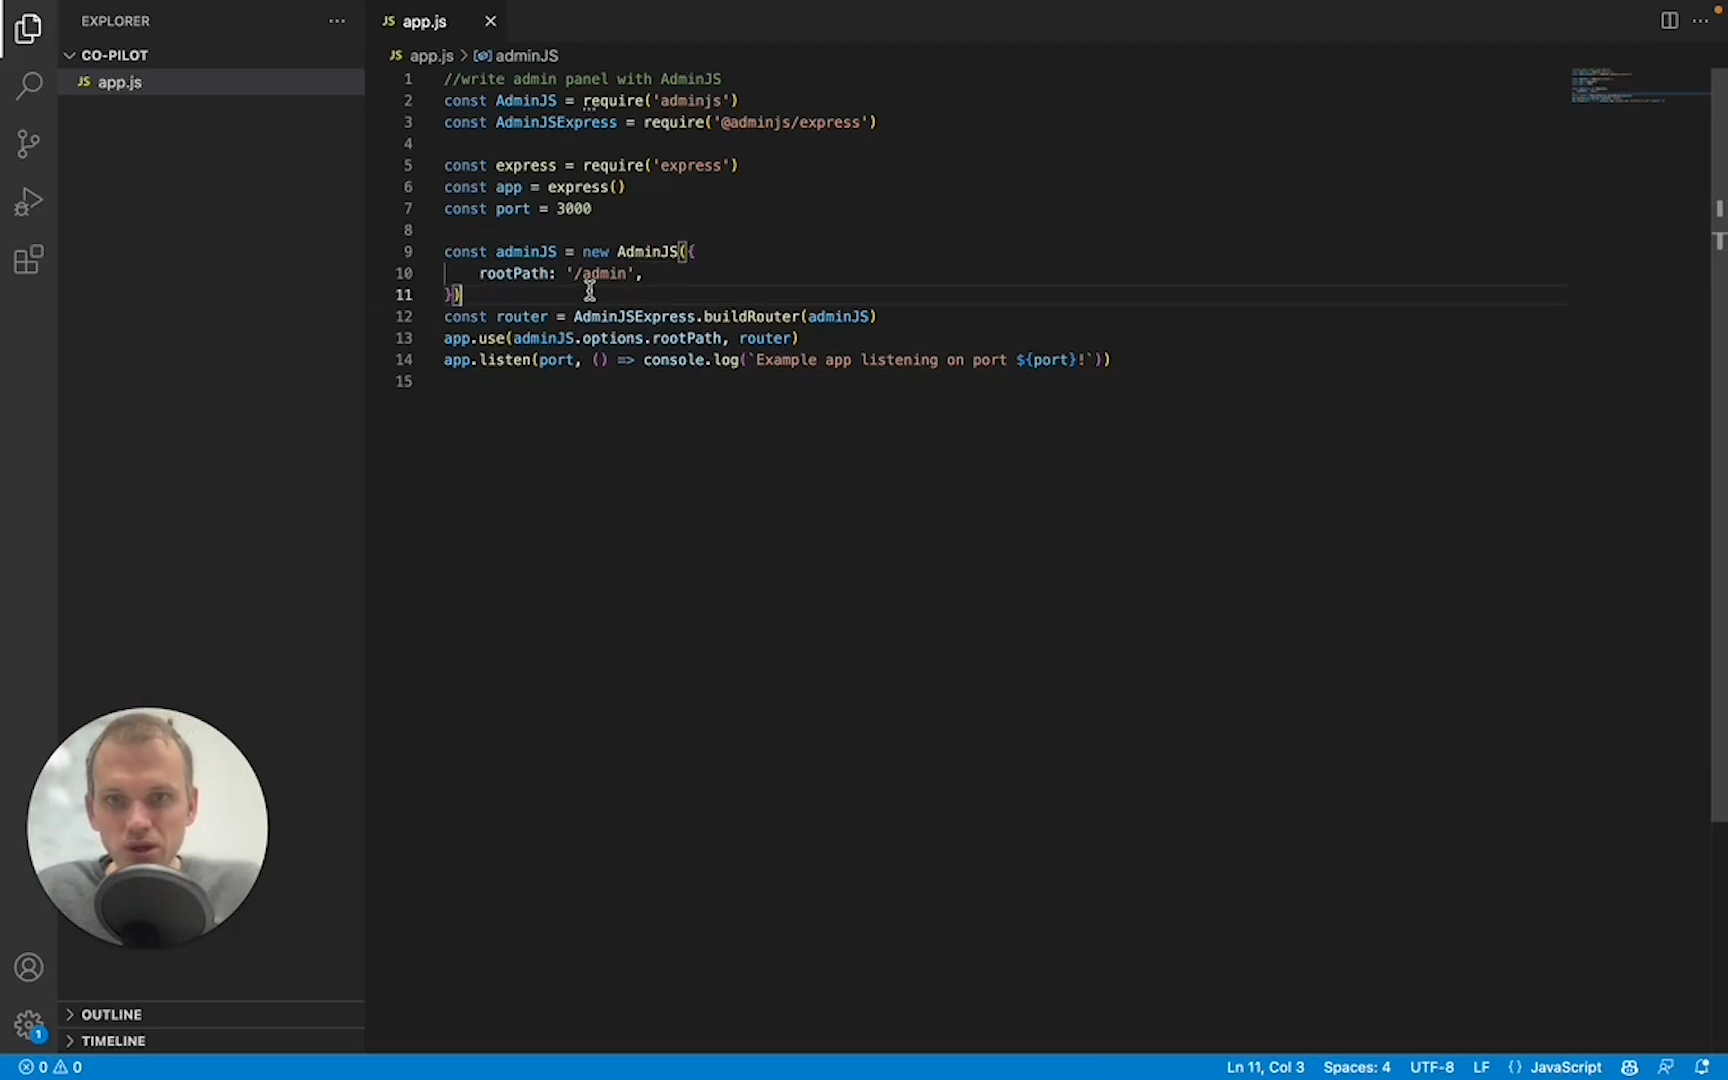 EXPLORER
CO-POILOT
JS app.js
JS app.js
JS app.js > adminJS
1 //write admin panel with AdminJS
2 const AdminJS = require('adminjs')
3 const AdminJSExpress = require('@adminjs/express')
4
5 const express = require('express')
6 const app = express()
7 const port = 3000
8
9 const adminJS = new AdminJS({
10 rootPath: '/admin',
11 })
12 const router = AdminJSExpress.buildRouter(adminJS)
13 app.use(adminJS.options.rootPath, router)
14 app.listen(port, () => console.log(`Example app listening on port ${port}!`))
15
OUTLINE
TIMELINE
1
0 0
Ln 11, Col 3 Spaces: 4 UTF-8 LF {} JavaScript